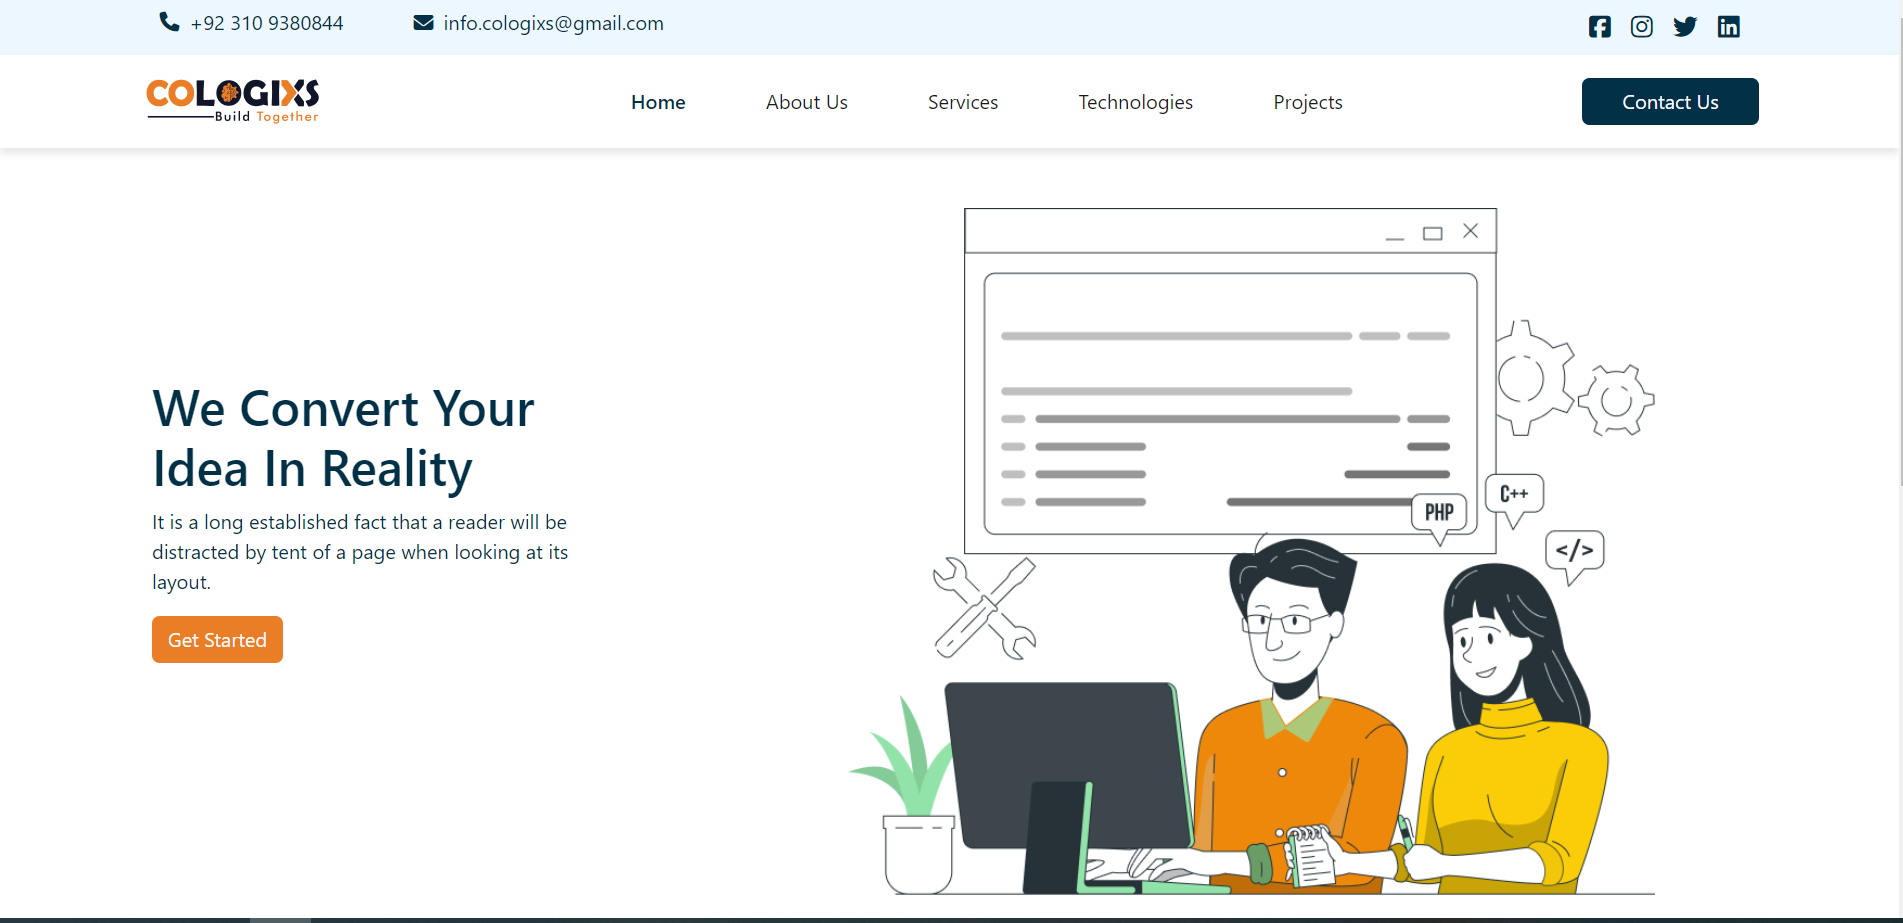 +92 310 9380844
info.cologixs@gmail.com
COLOGIXS
Build Together
Home
About Us
Services
Technologies
Projects
Contact Us
We Convert Your
Idea In Reality
It is a long established fact that a reader will be
distracted by tent of a page when looking at its
layout.
Get Started
PHP
C++
</>